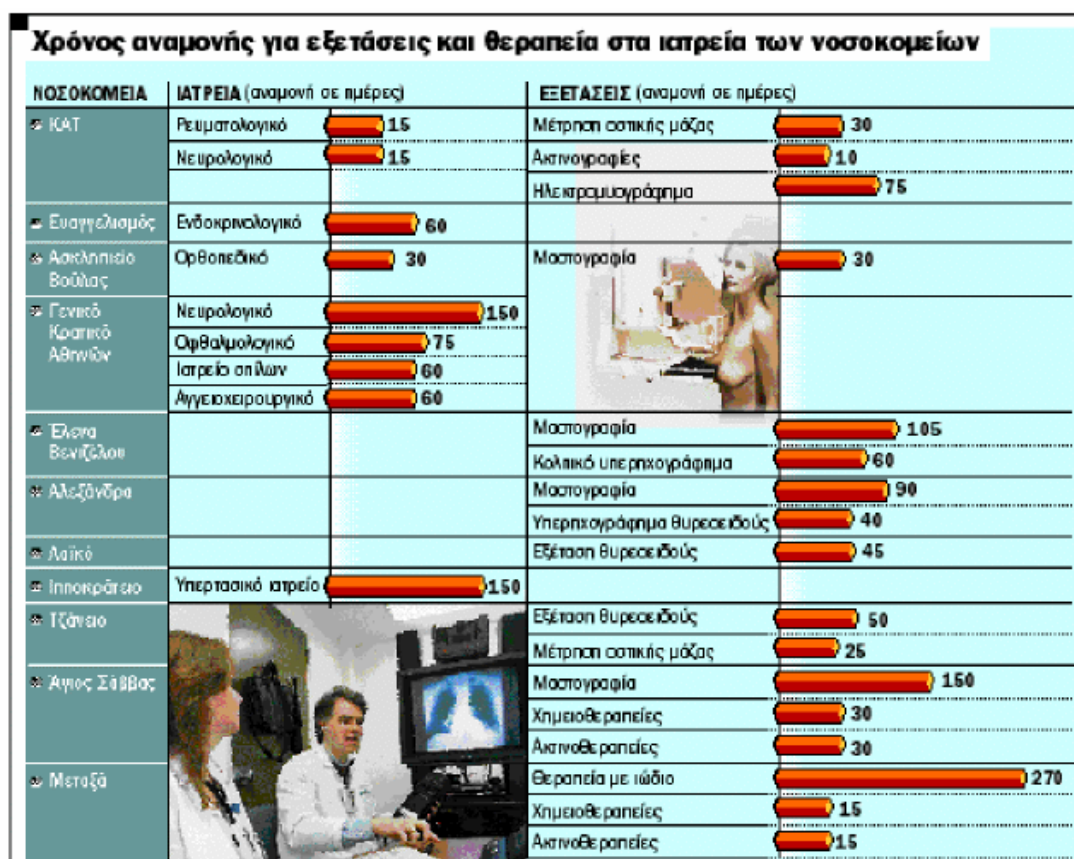 Χρόνος αναμονής για εξετάσεις και θεραπεία στα ιατρεία των νοσοκομείων
ΝΟΣΟΚΟΜΕΙΑ ΙΑΤΡΕΙΑ (αναμονή σε ημέρες) ΕΞΕΤΑΣΕΙΣ (αναμονή σε ημέρες)
ΚΑΤ Ρευματολογικό 15 Μέτρηση οστικής μάζας 30
Νευρολογικό 15 Ακτινογραφίες 10
Ηλεκτρομυογράφημα 75
Ευαγγελισμός Ενδοκρινολογικό 60
Ασκληπιείο Ορθοπεδικό 30 Μαστογραφία 30
Βούλας
Γενικό Νευρολογικό 150
Κρατικό Οφθαλμολογικό 75
Αθηνών Ιατρείο σπίλων 60
Αγγειοχειρουργικό 60
Έλενα Μαστογραφία 105
Βενιζέλου Κολπικό υπερηχογράφημα 60
Αλεξάνδρα Μαστογραφία 90
Υπερηχογράφημα θυρεοειδούς 40
Λαϊκό Εξέταση θυρεοειδούς 45
Ιπποκράτειο Υπερτασικό ιατρείο 150
Τζάνειο Εξέταση θυρεοειδούς 50
Μέτρηση οστικής μάζας 25
Άγιος Σάββας Μαστογραφία 150
Χημειοθεραπείες 30
Ακτινοθεραπείες 30
Μεταξά Θεραπεία με ιώδιο 270
Χημειοθεραπείες 15
Ακτινοθεραπείες 15